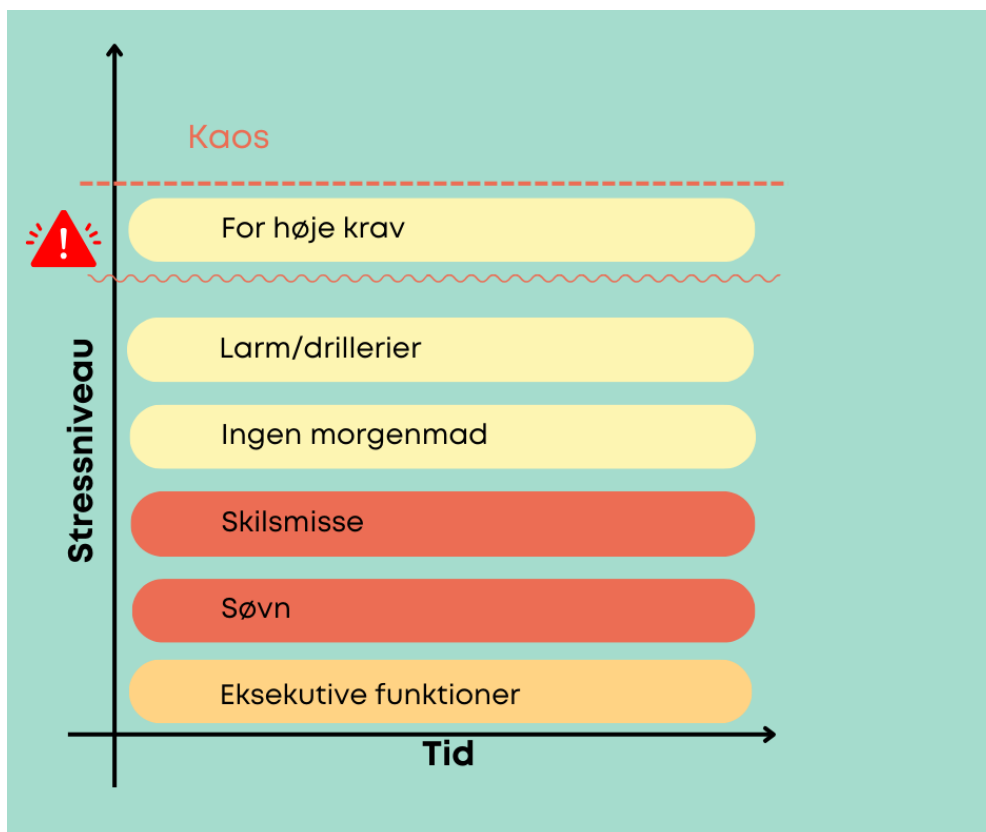 Kaos
!
For høje krav
Larm/drillerier
Ingen morgenmad
Skilsmisse
Søvn
Eksekutive funktioner
Stressniveau
Tid